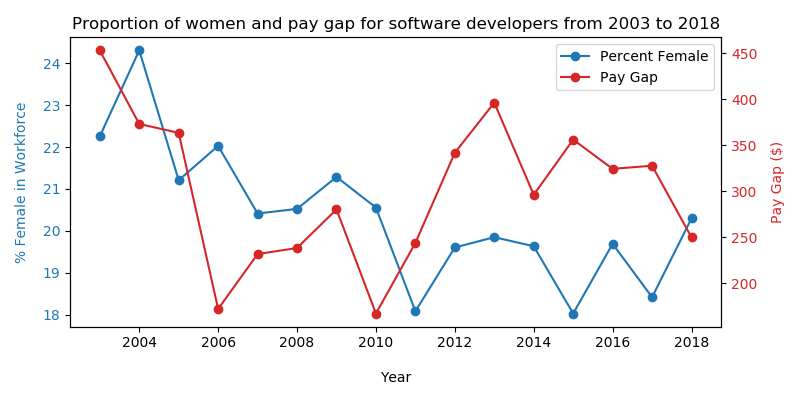 Proportion of women and pay gap for software developers from 2003 to 2018
Percent Female
Pay Gap
% Female in Workforce
24
23
22
21
20
19
18
450
400
350
300
250
200
Pay Gap ($)
2004 2006 2008 2010 2012 2014 2016 2018
Year